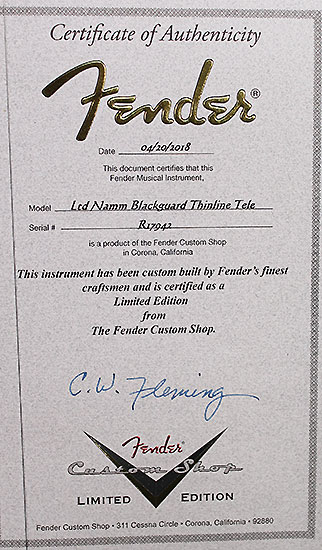 Certificate of Authenticity
Fender®
Date 04/20/2018
This document certifies that this
Fender Musical Instrument,
Model Ltd Namm Blackguard Thinline Tele
Serial # R17942
is a product of the Fender Custom Shop
in Corona, California
This instrument has been custom built by Fender's finest
craftsmen and is certified as a
Limited Edition
from
The Fender Custom Shop.
C.W. Fleming
Fender
Custom Shop
LIMITED EDITION
Fender Custom Shop • 311 Cessna Circle • Corona, California • 92880